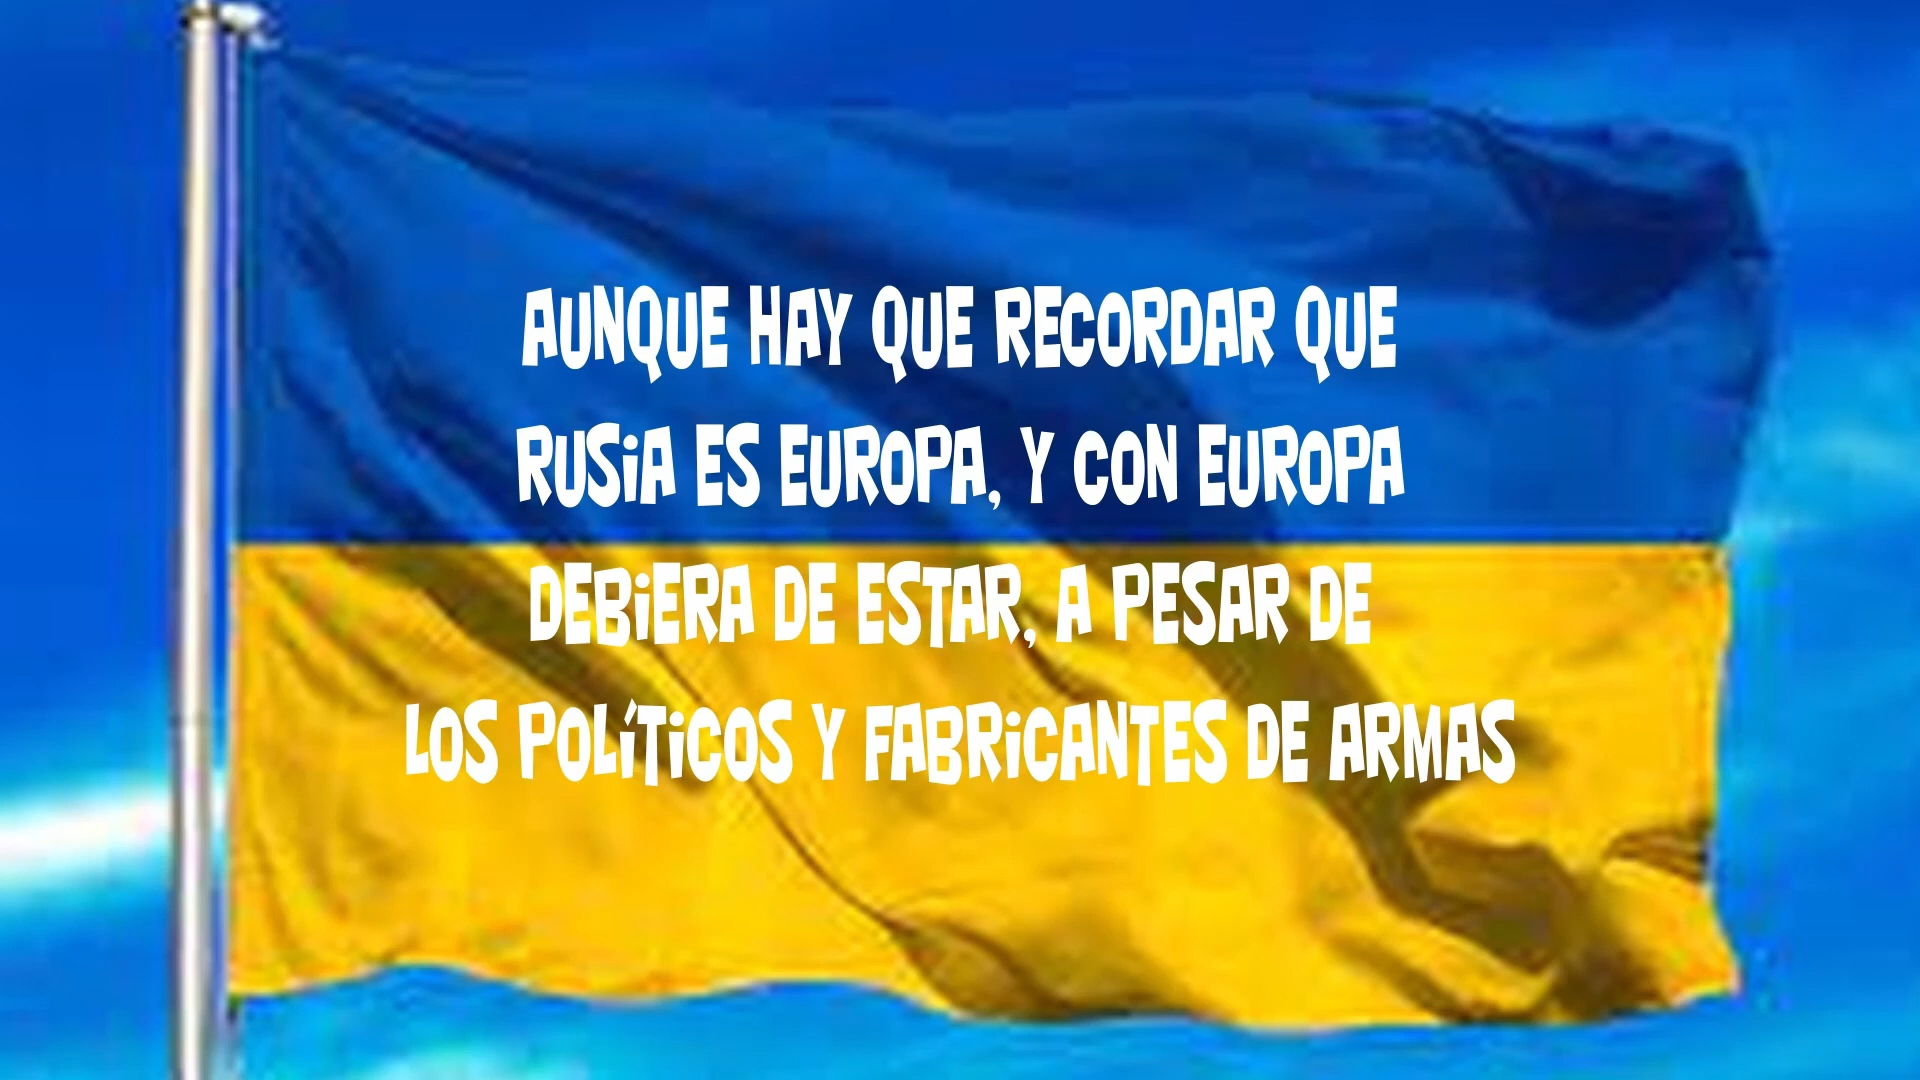 AUNQUE HAY QUE RECORDAR QUE
RUSIA ES EUROPA, Y CON EUROPA
DEBIERA DE ESTAR, A PESAR DE
LOS POLÍTICOS Y FABRICANTES DE ARMAS